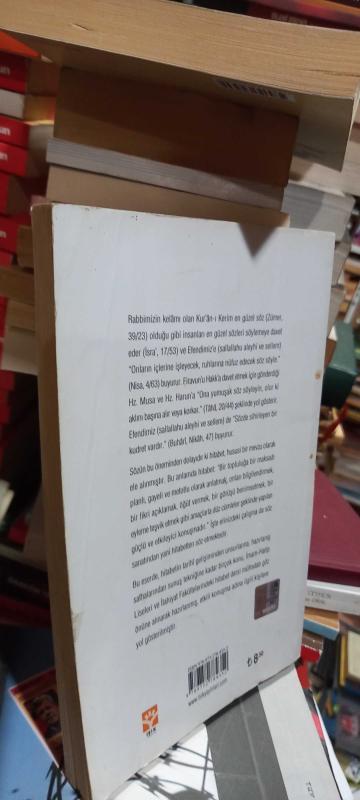 Rabbimizin kelâmı olan Kur'ân-ı Kerim en güzel söz (Zümer,
39/23) olduğu gibi insanları en güzel sözleri söylemeye davet
eder (İsra', 17/53) ve Efendimiz'e (sallallahu aleyhi ve sellem)
"Onların içlerine işleyecek, ruhlarına nüfuz edecek söz söyle."
(Nisa, 4/63) buyurur. Firavun'u Hakk'a davet etmek için gönderdiği
Hz. Musa ve Hz. Harun'a "Ona yumuşak söz söyleyin, olur ki
aklını başına alır veya korkar." (Tâhâ, 20/44) şeklinde yol gösterir.
Efendimiz (sallallahu aleyhi ve sellem) de "Sözde sihirleyen bir
kudret vardır." (Buhârî, Nikâh, 47) buyurur.
Sözün bu öneminden dolayıdır ki hitabet, hususi bir mevzu olarak
ele alınmıştır. Bu anlamda hitabet: "Bir topluluğa bir maksadı
planlı, gayeli ve metotlu olarak anlatmak, onları bilgilendirmek,
bir fikri açıklamak, öğüt vermek, bir görüşü benimsetmek, bir
eyleme teşvik etmek gibi amaçlarla düz cümleler şeklinde yapılan
güçlü ve etkileyici konuşmadır." İşte elinizdeki çalışma da söz
sanatından yani hitabetten söz etmektedir.
Bu eserde, hitabetin tarihî gelişiminden unsurlarına, hazırlanış
safhalarından sunuş tekniğine kadar birçok konu, İmam-Hatip
Liseleri ve İlahiyat Fakültelerindeki hitabet dersi müfredatı göz
önüne alınarak hazırlanmış, etkili konuşma adına ilgili kişilere
yol gösterilmiştir.
ışık
₺ 8.50